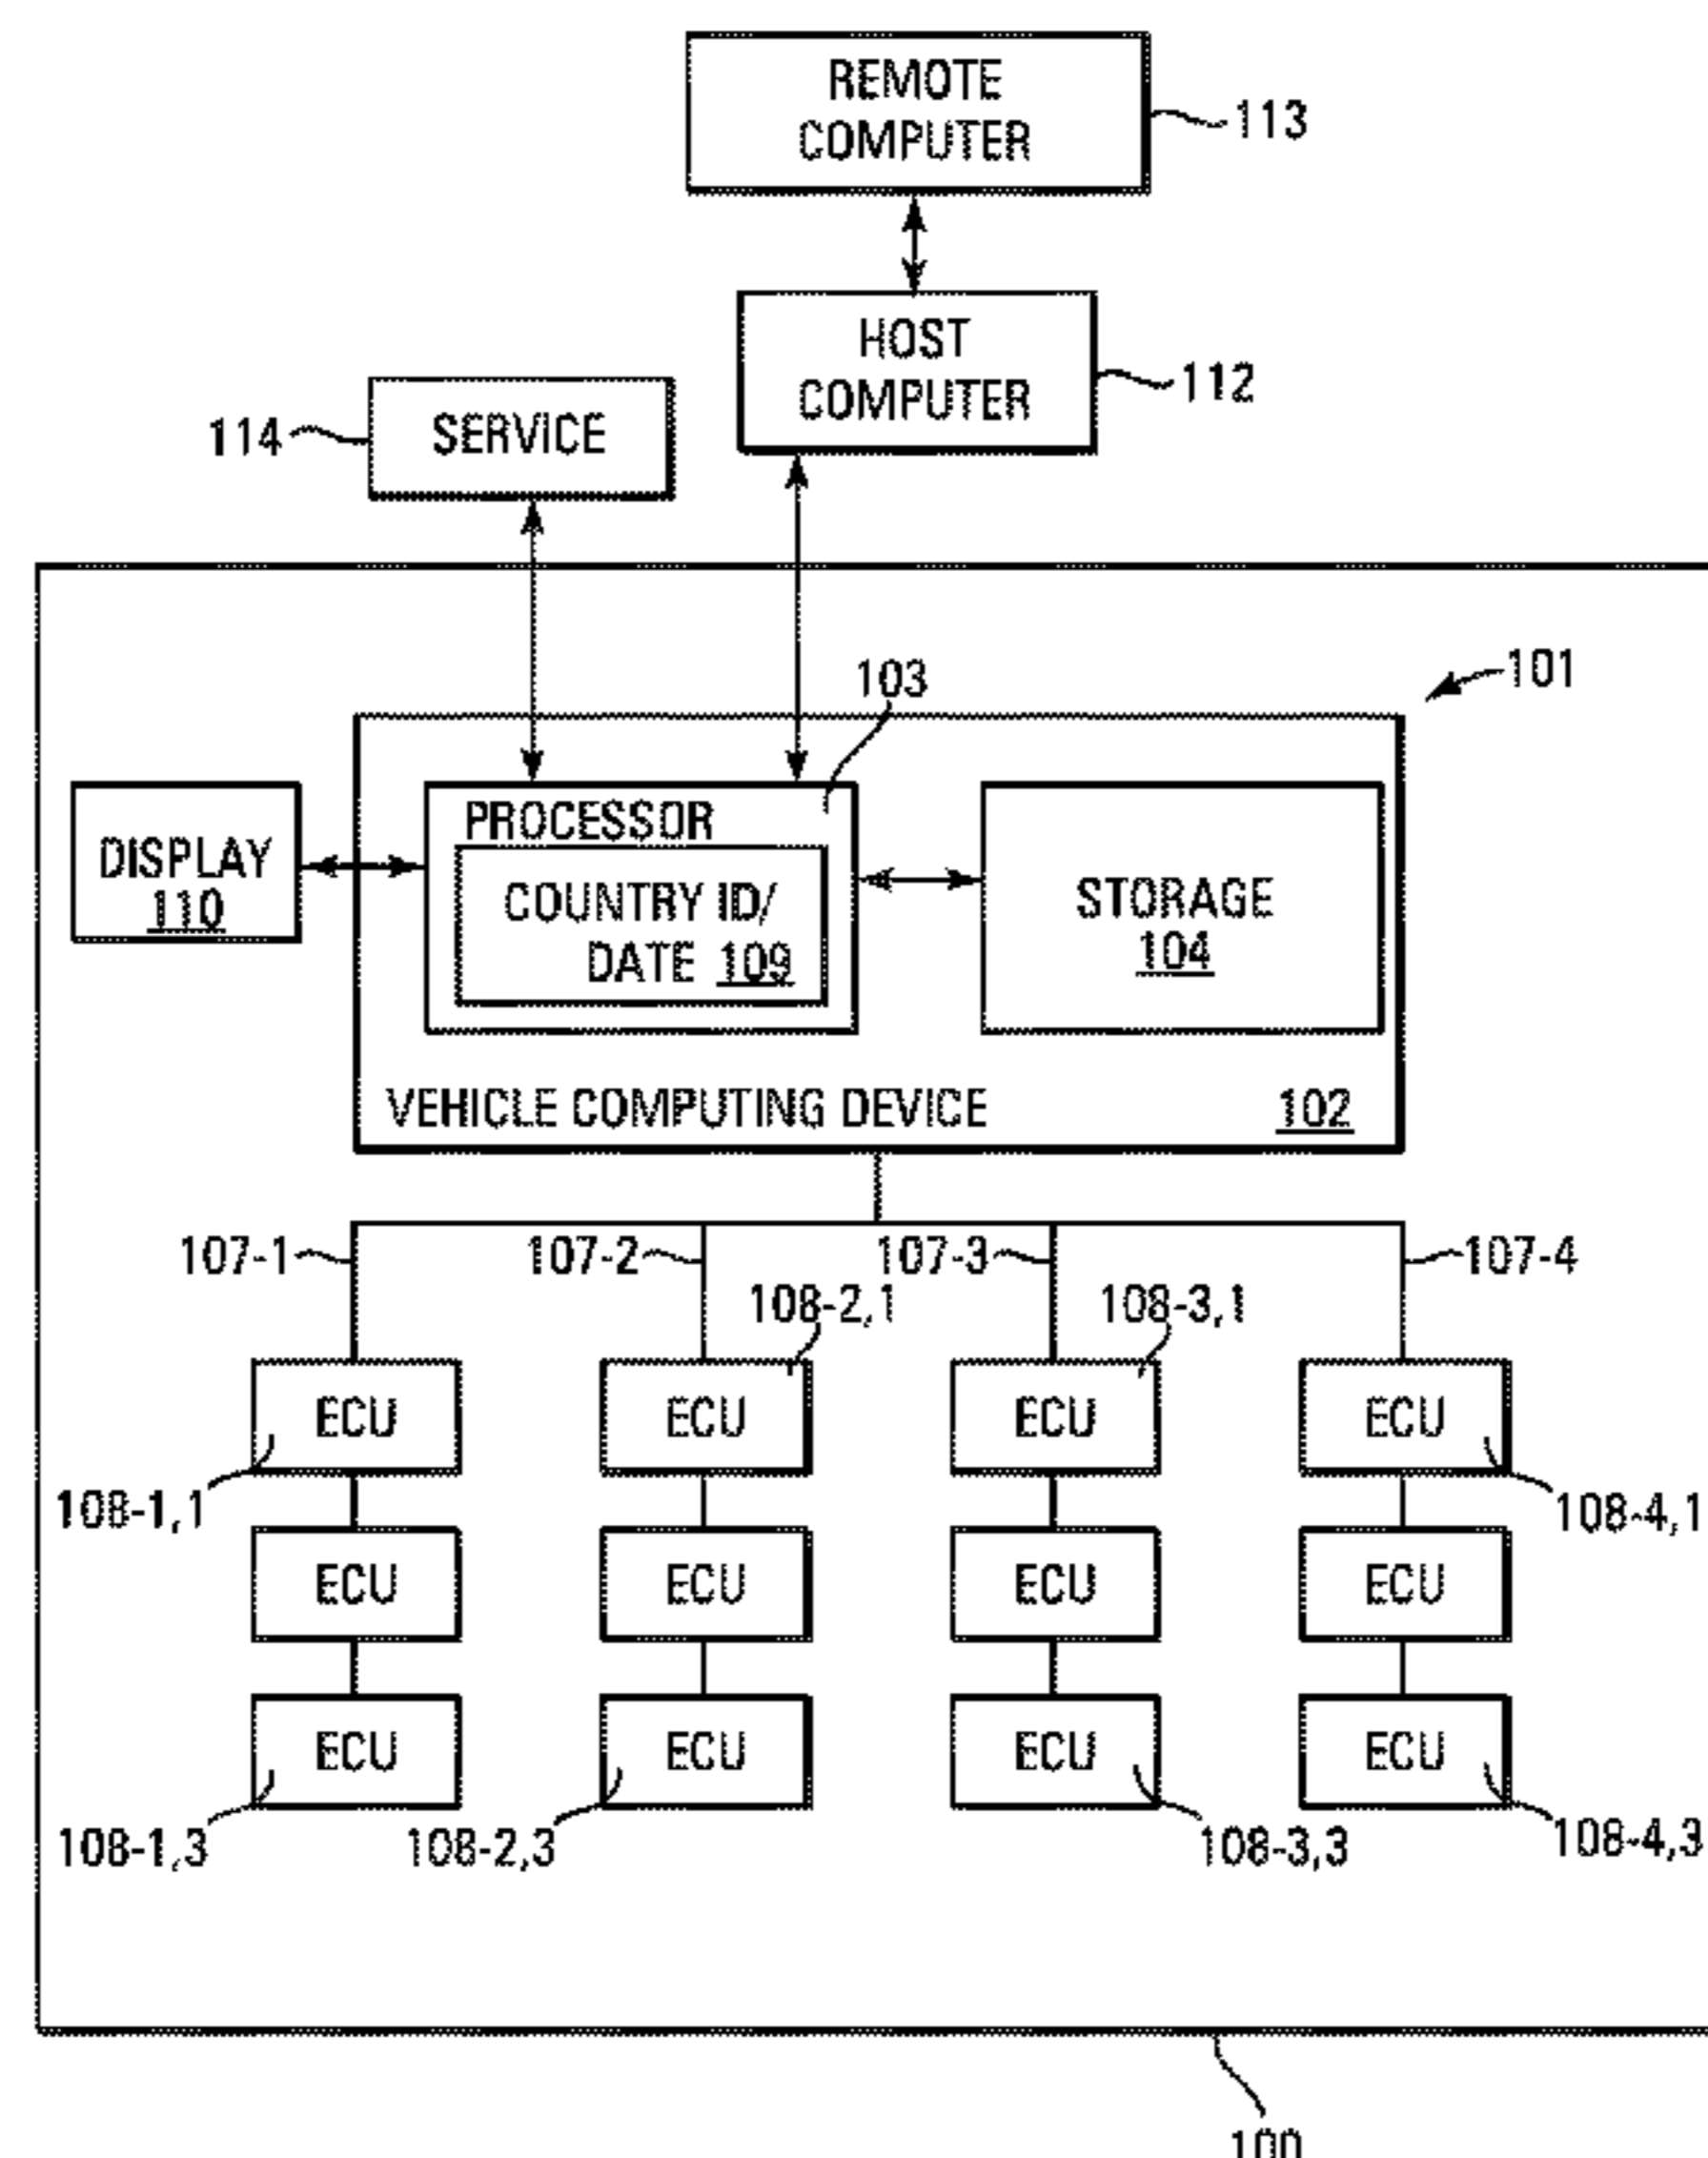 REMOTE
COMPUTER
113
HOST
COMPUTER
112
114
SERVICE
101
103
PROCESSOR
DISPLAY
110
COUNTRY ID/
DATE 109
STORAGE
104
VEHICLE COMPUTING DEVICE
102
107-1
107-2
107-3
107-4
108-2,1
108-3,1
ECU
ECU
ECU
ECU
108-1,1
108-4,1
ECU
ECU
ECU
ECU
ECU
ECU
ECU
ECU
108-1,3
108-2,3
108-3,3
108-4,3
100